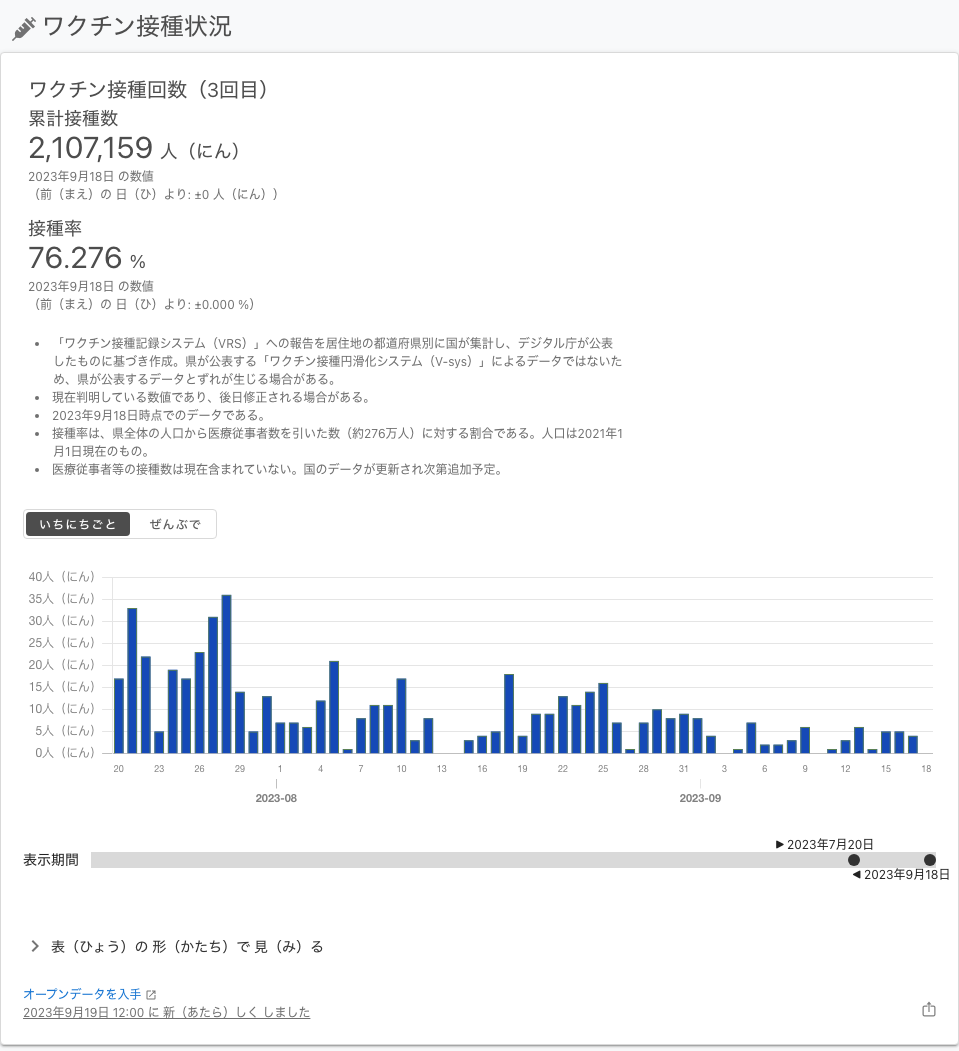 ワクチン接種状況
ワクチン接種回数（3回目）
累計接種数
2,107,159 人（にん）
2023年9月18日 の数値
（前（まえ）の 日（ひ）より: ±0 人（にん））
接種率
76.276 %
2023年9月18日 の数値
（前（まえ）の 日（ひ）より: ±0.000 %）
• 「ワクチン接種記録システム（VRS）」への報告を居住地の都道府県別に国が集計し、デジタル庁が公表
したものに基づき作成。県が公表する「ワクチン接種円滑化システム（V-sys）」によるデータではないた
め、県が公表するデータとずれが生じる場合がある。
• 現在判明している数値であり、後日修正される場合がある。
• 2023年9月18日時点でのデータである。
• 接種率は、県全体の人口から医療従事者数を引いた数（約276万人）に対する割合である。人口は2021年1
月1日現在のもの。
• 医療従事者等の接種数は現在含まれていない。国のデータが更新され次第追加予定。
いちにちごと ぜんぶで
40人（にん）
35人（にん）
30人（にん）
25人（にん）
20人（にん）
15人（にん）
10人（にん）
5人（にん）
0人（にん）
20 23 26 29 1 4 7 10 13 16 19 22 25 28 31 3 6 9 12 15 18
2023-08 2023-09
▶ 2023年7月20日
表示期間
◀ 2023年9月18日
表（ひょう）の 形（かたち）で 見（み）る
オープンデータを入手
2023年9月19日 12:00 に 新（あたら）しく しました